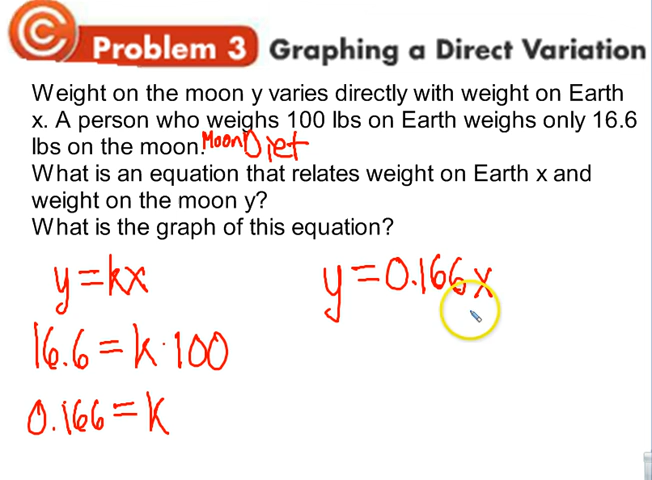 C Problem 3 Graphing a Direct Variation
Weight on the moon y varies directly with weight on Earth
x. A person who weighs 100 lbs on Earth weighs only 16.6
lbs on the moon. Moon Diet
What is an equation that relates weight on Earth x and
weight on the moon y?
What is the graph of this equation?
y=kx
16.6=k·100
0.166=k
y=0.166x